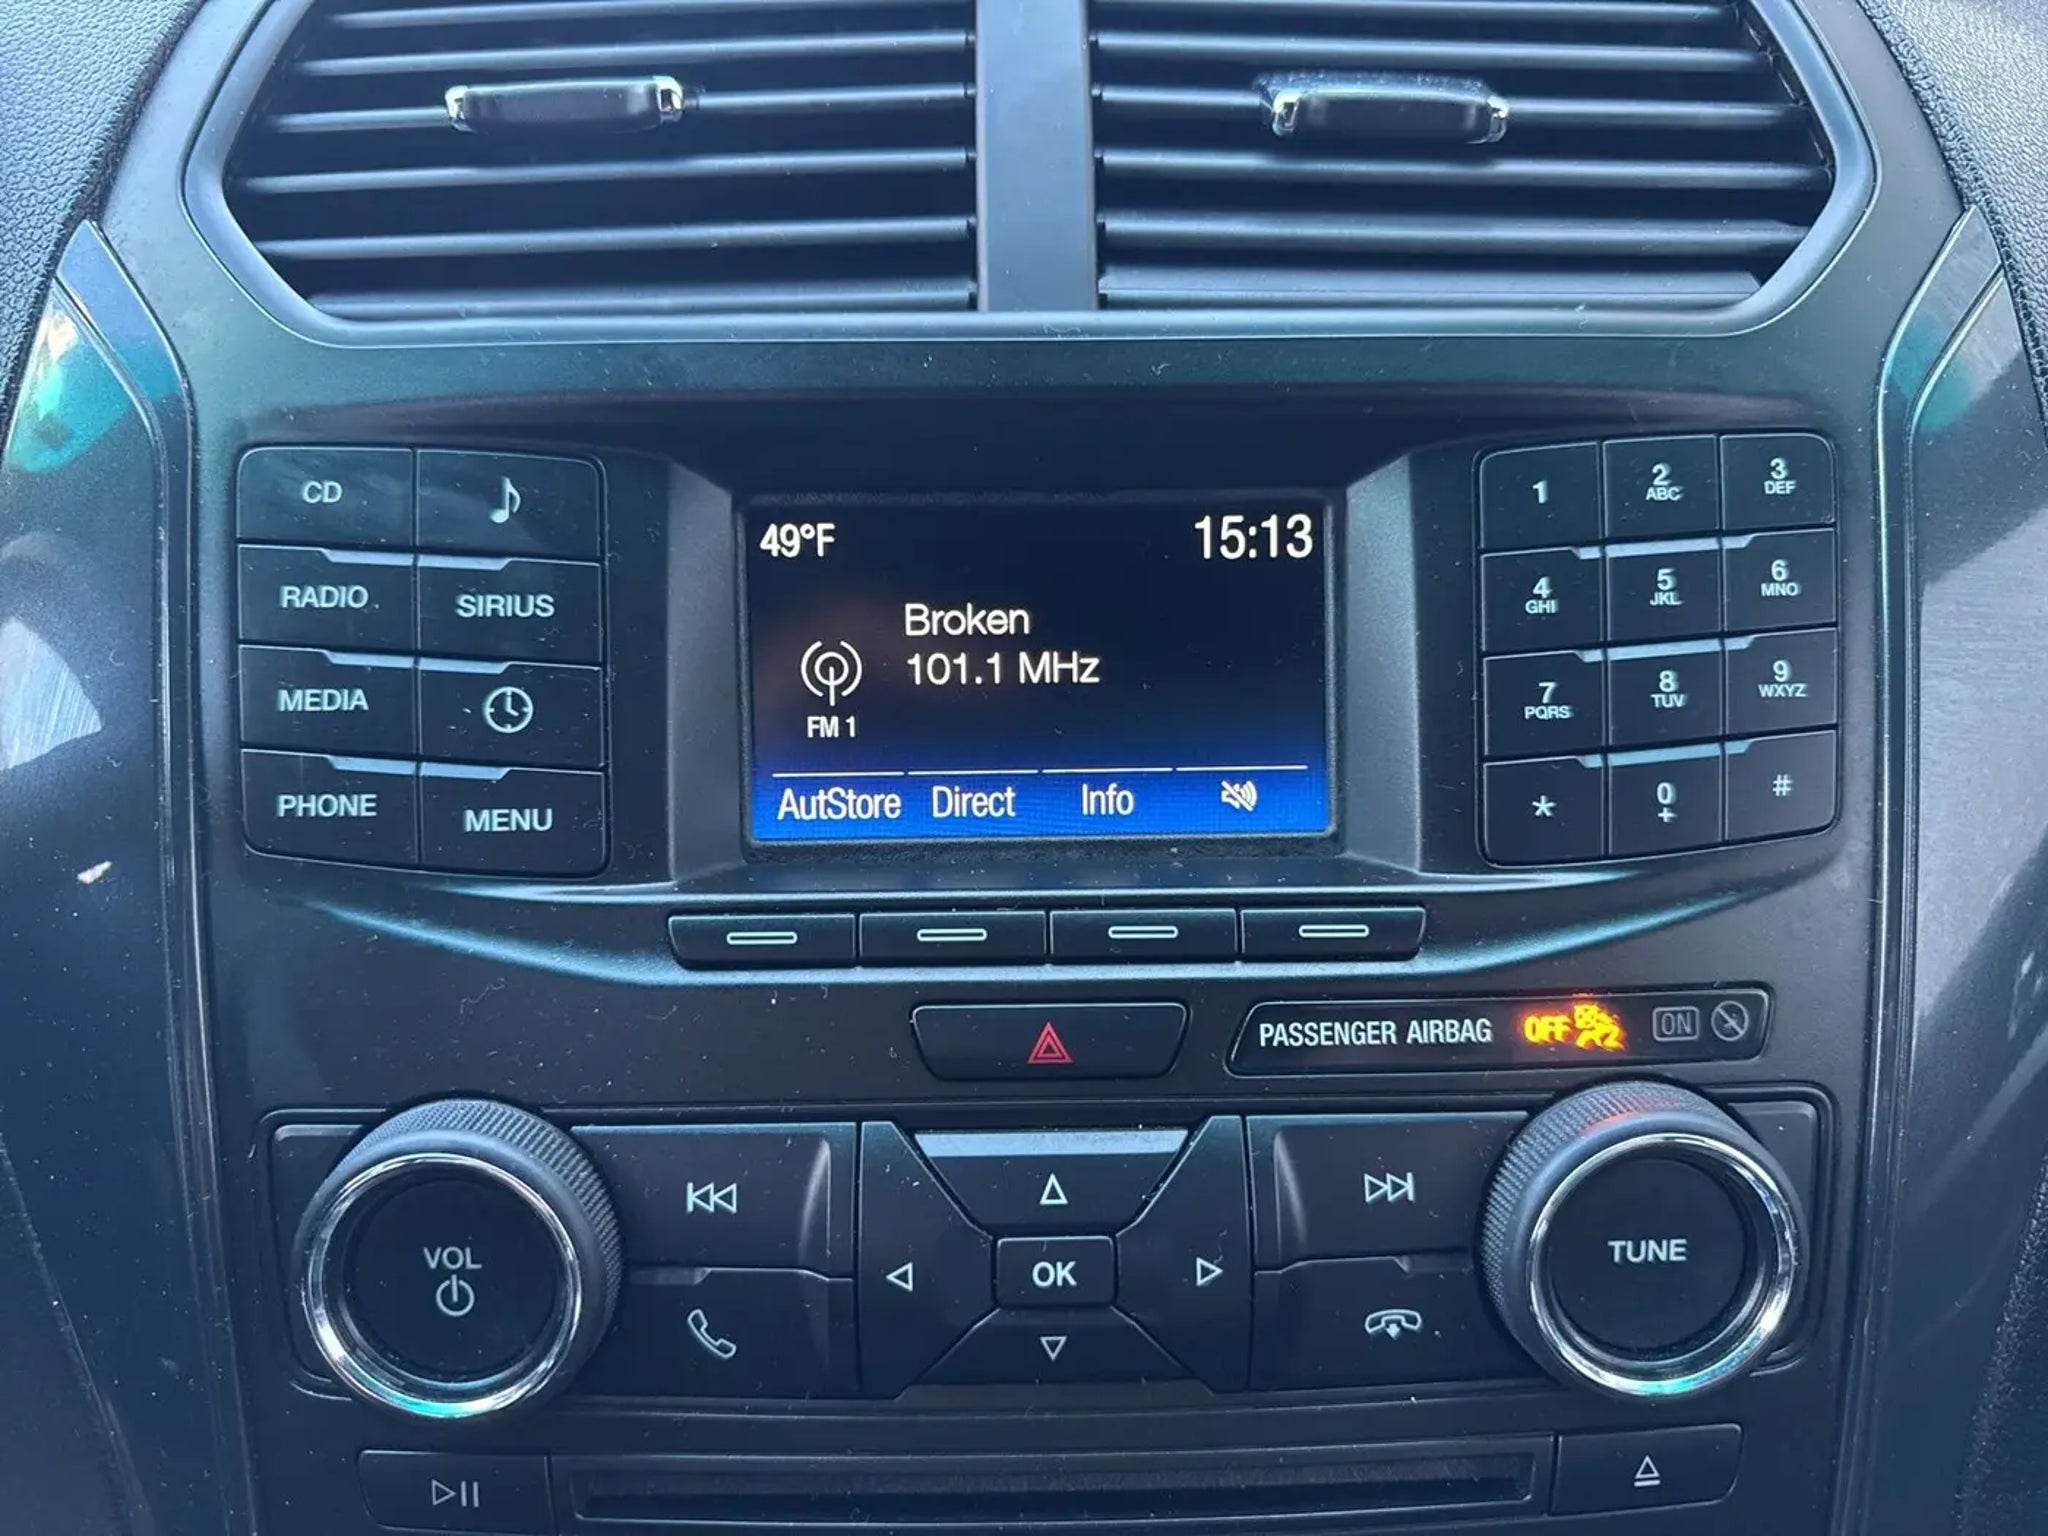 49°F
15:13
Broken
101.1 MHz
FM 1
AutStore Direct Info
CD
RADIO
SIRIUS
MEDIA
PHONE
MENU
1
2
ABC
3
DEF
4
GHI
5
JKL
6
MNO
7
PQRS
8
TUV
9
WXYZ
*
0
+
#
PASSENGER AIRBAG OFF ON
VOL
OK
TUNE